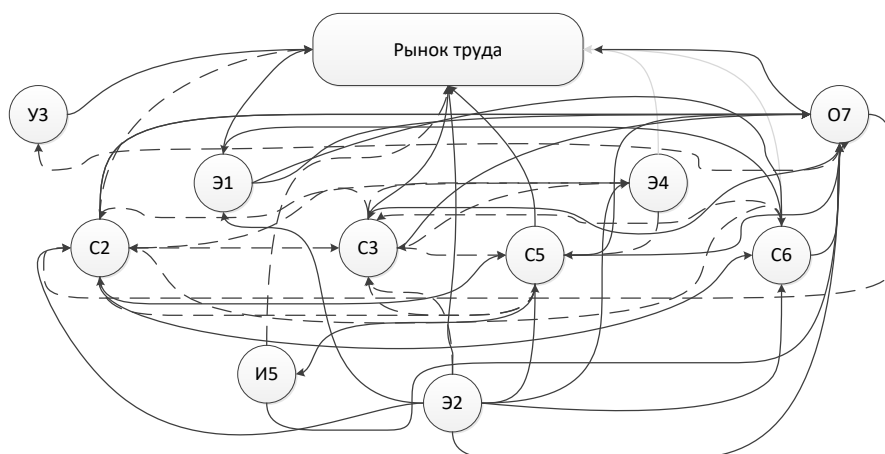 Рынок труда
У3
О7
Э1
Э4
С2
С3
С5
С6
И5
Э2